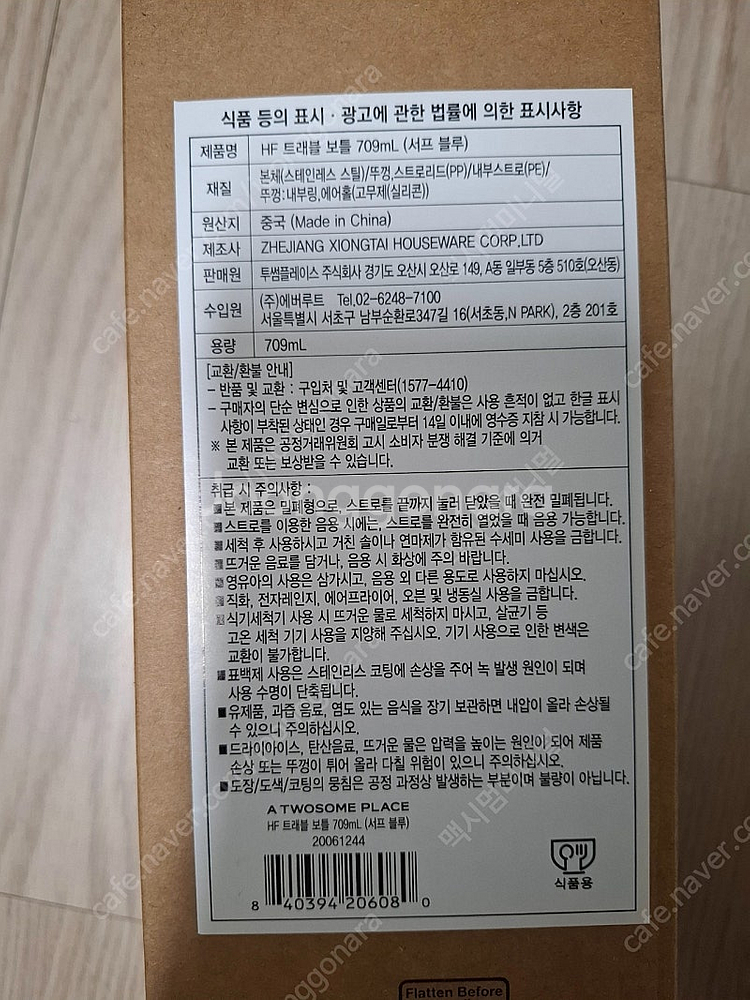 식품 등의 표시 · 광고에 관한 법률에 의한 표시사항
제품명 HF 트래블 보틀 709mL (서프 블루)
재질 본체(스테인레스 스틸)/뚜껑,스트로리드(PP)/내부스트로(PE)/
뚜껑:내부링,에어홀(고무제(실리콘))
원산지 중국 (Made in China)
제조사 ZHEJIANG XIONGTAI HOUSEWARE CORP.,LTD
판매원 투썸플레이스 주식회사 경기도 오산시 오산로 149, A동 일부동 5층 510호(오산동)
수입원 (주)에버루트 Tel.02-6248-7100
서울특별시 서초구 남부순환로347길 16(서초동,N PARK), 2층 201호
용량 709mL
[교환/환불 안내]
- 반품 및 교환 : 구입처 및 고객센터(1577-4410)
- 구매자의 단순 변심으로 인한 상품의 교환/환불은 사용 흔적이 없고 한글 표시
사항이 부착된 상태인 경우 구매일로부터 14일 이내에 영수증 지참 시 가능합니다.
※ 본 제품은 공정거래위원회 고시 소비자 분쟁 해결 기준에 의거
교환 또는 보상받을 수 있습니다.
취급 시 주의사항 :
■본 제품은 밀폐형으로, 스트로를 끝까지 눌러 닫았을 때 완전 밀폐됩니다.
■스트로를 이용한 음용 시에는, 스트로를 완전히 열었을 때 음용 가능합니다.
■세척 후 사용하시고 거친 솔이나 연마제가 함유된 수세미 사용을 금합니다.
■뜨거운 음료를 담거나, 음용 시 화상에 주의 바랍니다.
■영유아의 사용은 삼가시고, 음용 외 다른 용도로 사용하지 마십시오.
■직화, 전자레인지, 에어프라이어, 오븐 및 냉동실 사용을 금합니다.
■식기세척기 사용 시 뜨거운 물로 세척하지 마시고, 살균기 등
고온 세척 기기 사용을 지양해 주십시오. 기기 사용으로 인한 변색은
교환이 불가합니다.
■표백제 사용은 스테인리스 코팅에 손상을 주어 녹 발생 원인이 되며
사용 수명이 단축됩니다.
■유제품, 과즙 음료, 염도 있는 음식을 장기 보관하면 내압이 올라 손상될
수 있으니 주의하십시오.
■드라이아이스, 탄산음료, 뜨거운 물은 압력을 높이는 원인이 되어 제품
손상 또는 뚜껑이 튀어 올라 다칠 위험이 있으니 주의하십시오.
■도장/도색/코팅의 뭉침은 공정 과정상 발생하는 부분이며 불량이 아닙니다.
A TWOSOME PLACE
HF 트래블 보틀 709mL (서프 블루)
20061244
8 40394 20608 0
식품용
Flatten Before